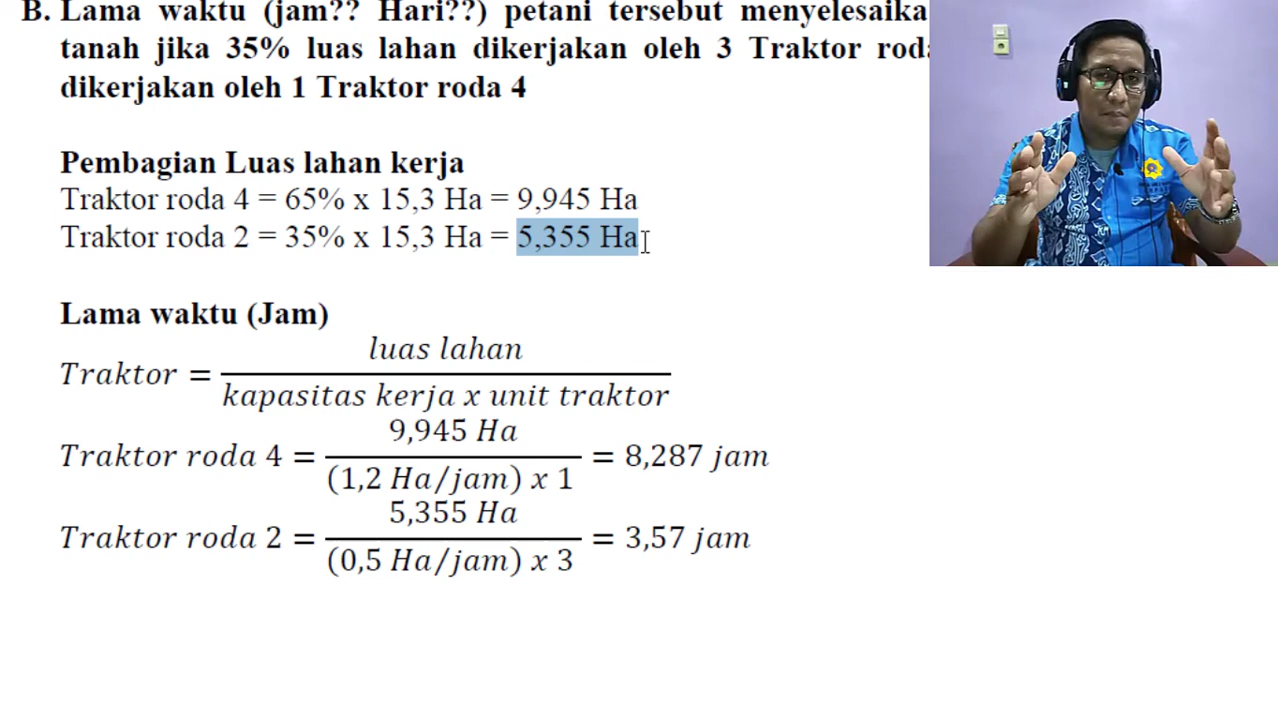 B. Lama waktu (jam?? Hari??) petani tersebut menyelesaika
tanah jika 35% luas lahan dikerjakan oleh 3 Traktor roda
dikerjakan oleh 1 Traktor roda 4
Pembagian Luas lahan kerja
Traktor roda 4 = 65% x 15,3 Ha = 9,945 Ha
Traktor roda 2 = 35% x 15,3 Ha = 5,355 Ha
Lama waktu (Jam)
luas lahan
Traktor =
kapasitas kerja x unit traktor
9,945 Ha
Traktor roda 4 = = 8,287 jam
(1,2 Ha/jam) x 1
5,355 Ha
Traktor roda 2 = = 3,57 jam
(0,5 Ha/jam) x 3